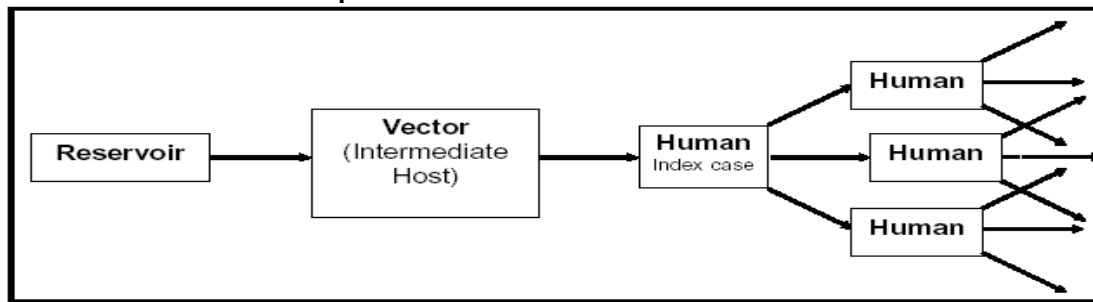 Reservoir
Vector
(Intermediate
Host)
Human
Index case
Human
Human
Human